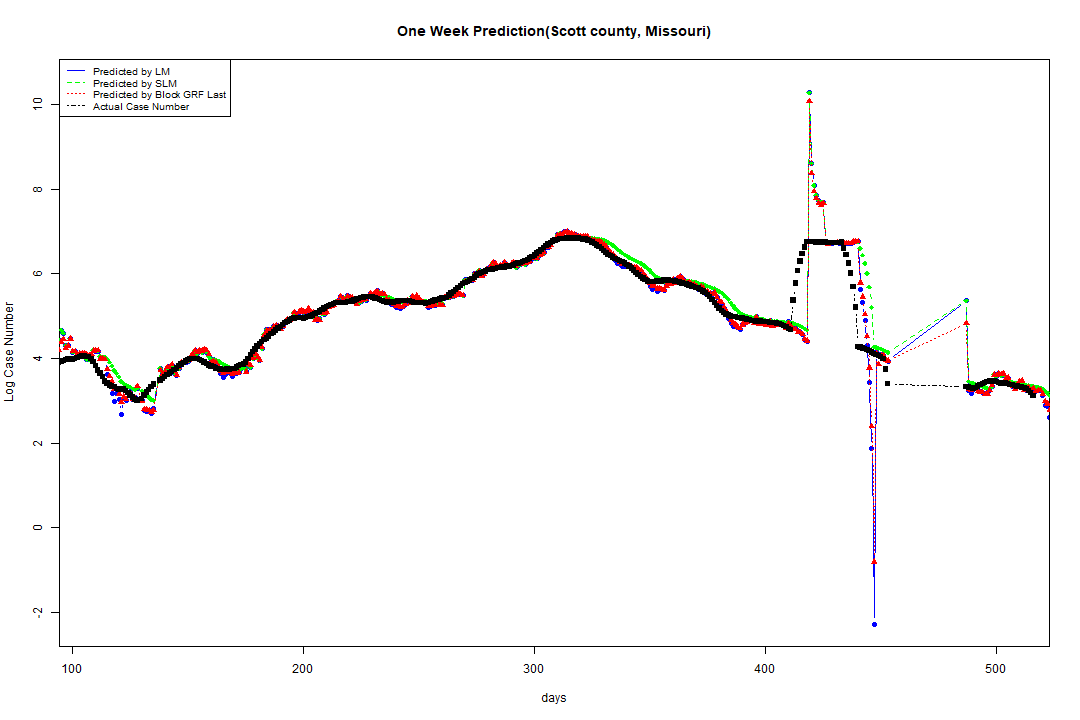 One Week Prediction(Scott county, Missouri)
Predicted by LM
Predicted by SLM
Predicted by Block GRF Last
Actual Case Number
Log Case Number
10
8
6
4
2
0
-2
100 200 300 400 500
days